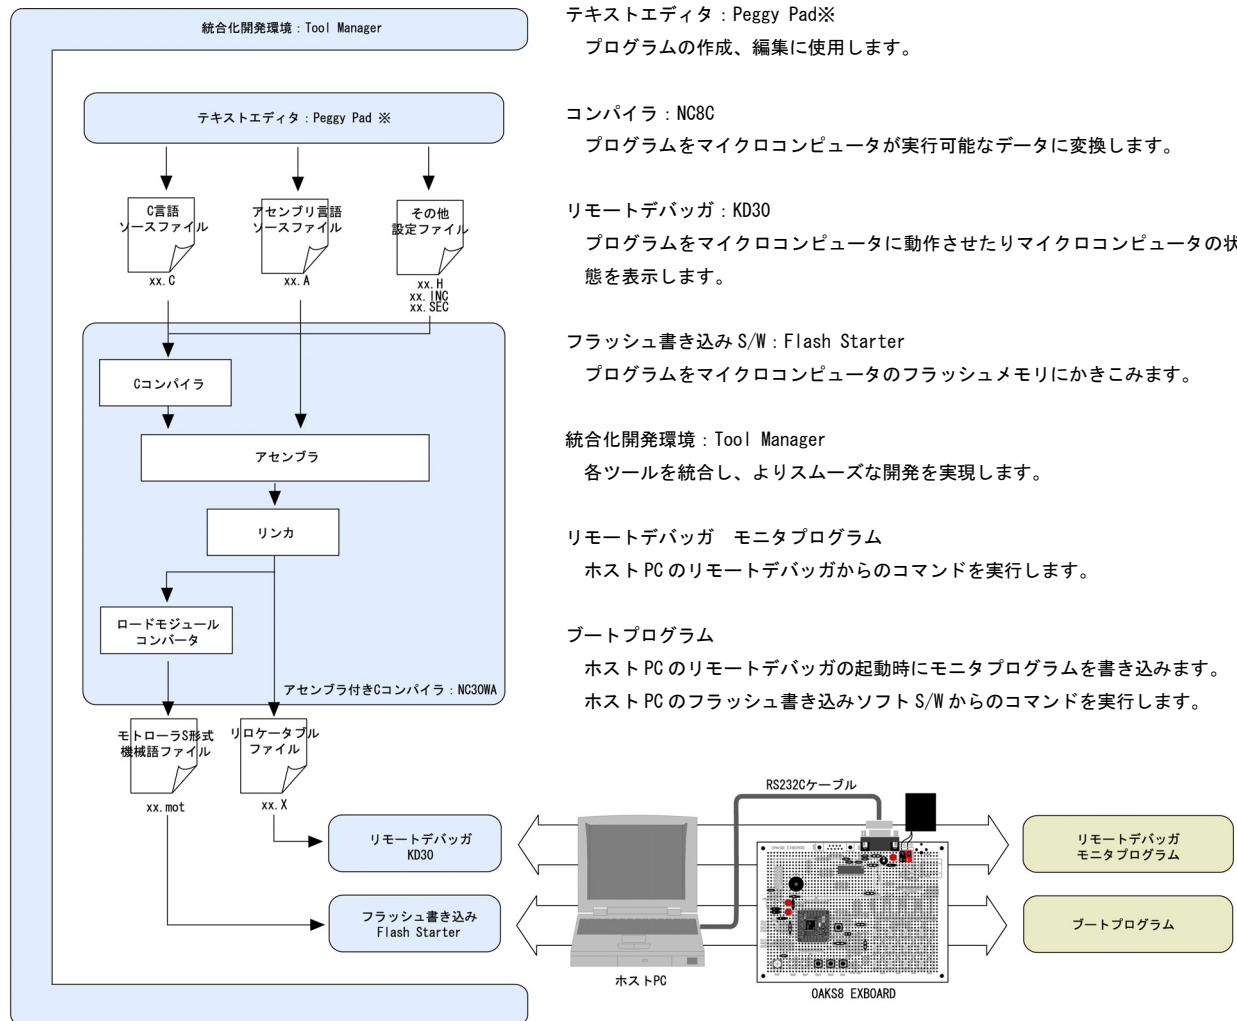 統合化開発環境：Tool Manager
テキストエディタ：Peggy Pad ※
C言語
ソースファイル
xx.C
アセンブリ言語
ソースファイル
xx.A
その他
設定ファイル
xx.H
xx.INC
xx.SEC
Cコンパイラ
アセンブラ
リンカ
ロードモジュール
コンバータ
アセンブラ付きCコンパイラ：NC30WA
モトローラS形式
機械語ファイル
xx.mot
リロケータブル
ファイル
xx.X
テキストエディタ：Peggy Pad※
プログラムの作成、編集に使用します。
コンパイラ：NC8C
プログラムをマイクロコンピュータが実行可能なデータに変換します。
リモートデバッガ：KD30
プログラムをマイクロコンピュータに動作させたりマイクロコンピュータの状
態を表示します。
フラッシュ書き込み S/W：Flash Starter
プログラムをマイクロコンピュータのフラッシュメモリにかきこみます。
統合化開発環境：Tool Manager
各ツールを統合し、よりスムーズな開発を実現します。
リモートデバッガ　モニタプログラム
ホスト PC のリモートデバッガからのコマンドを実行します。
ブートプログラム
ホスト PC のリモートデバッガの起動時にモニタプログラムを書き込みます。
ホスト PC のフラッシュ書き込みソフト S/W からのコマンドを実行します。
RS232Cケーブル
リモートデバッガ
KD30
フラッシュ書き込み
Flash Starter
ホストPC
OAKS8 EXBOARD
リモートデバッガ
モニタプログラム
ブートプログラム